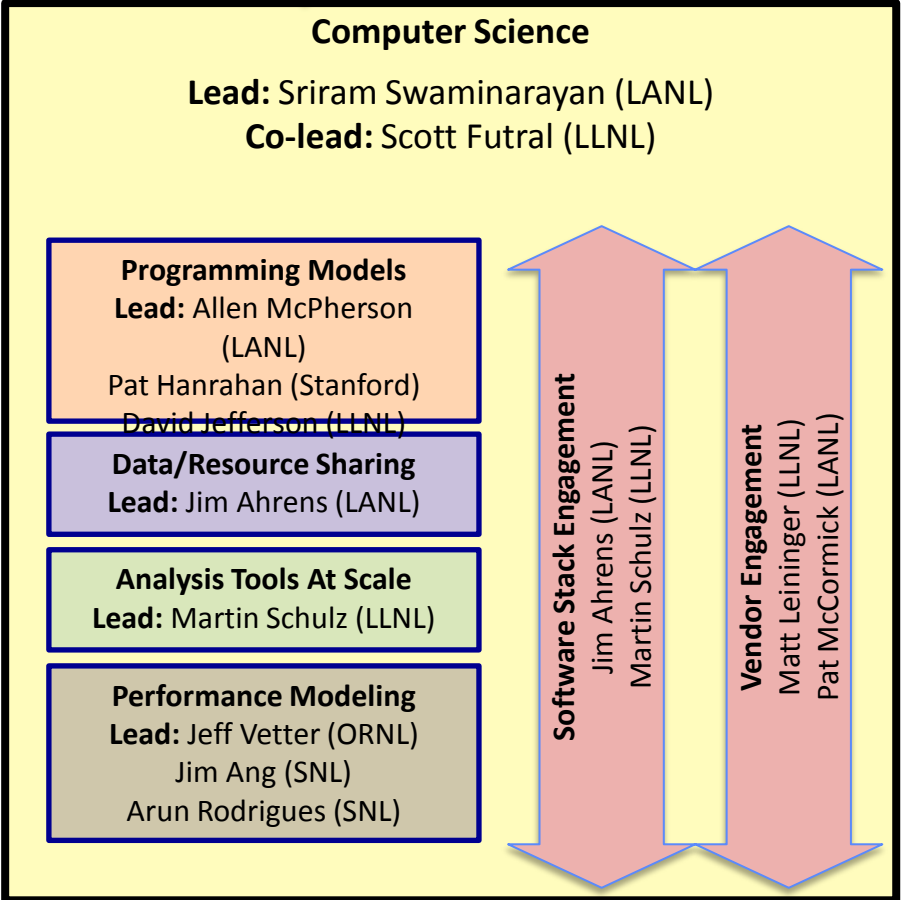 Computer Science
Lead: Sriram Swaminarayan (LANL)
Co-lead: Scott Futral (LLNL)
Programming Models
Lead: Allen McPherson
(LANL)
Pat Hanrahan (Stanford)
David Jefferson (LLNL)
Data/Resource Sharing
Lead: Jim Ahrens (LANL)
Analysis Tools At Scale
Lead: Martin Schulz (LLNL)
Performance Modeling
Lead: Jeff Vetter (ORNL)
Jim Ang (SNL)
Arun Rodrigues (SNL)
Software Stack Engagement
Jim Ahrens (LANL)
Martin Schulz (LLNL)
Vendor Engagement
Matt Leininger (LLNL)
Pat McCormick (LANL)